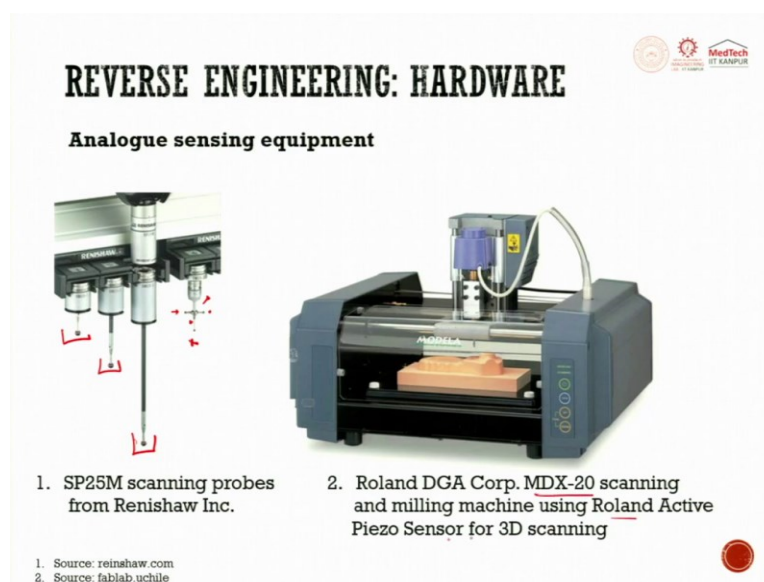 MedTech
IIT KANPUR
REVERSE ENGINEERING: HARDWARE
Analogue sensing equipment
RENISHAW
MODELA
1. SP25M scanning probes
from Renishaw Inc.
2. Roland DGA Corp. MDX-20 scanning
and milling machine using Roland Active
Piezo Sensor for 3D scanning
1. Source: reinshaw.com
2. Source: fablab.uchile